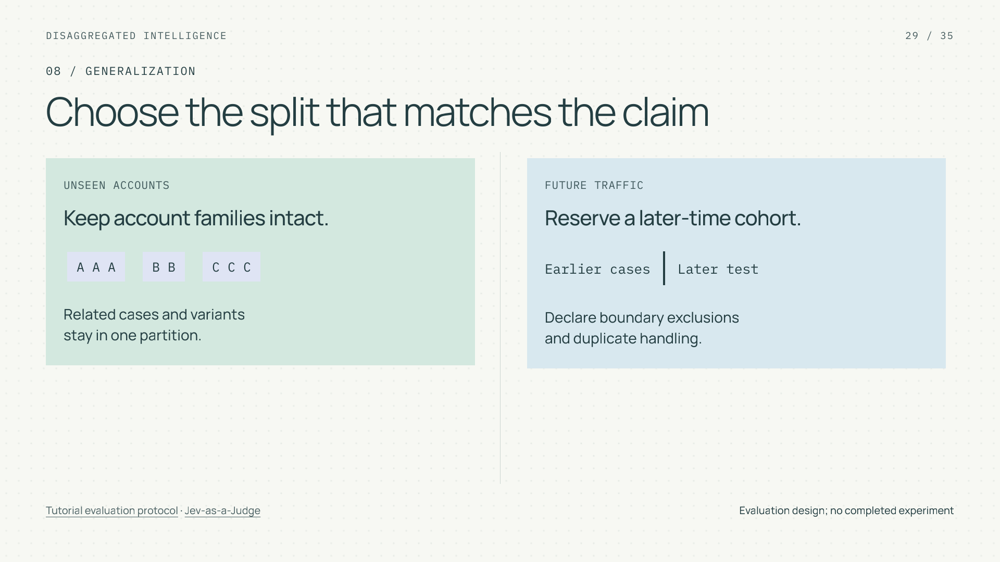 DISAGGREGATED INTELLIGENCE
29 / 35
08 / GENERALIZATION
Choose the split that matches the claim
UNSEEN ACCOUNTS
Keep account families intact.
A A A
B B
C C C
Related cases and variants
stay in one partition.
FUTURE TRAFFIC
Reserve a later-time cohort.
Earlier cases
Later test
Declare boundary exclusions
and duplicate handling.
Tutorial evaluation protocol · Jev-as-a-Judge
Evaluation design; no completed experiment